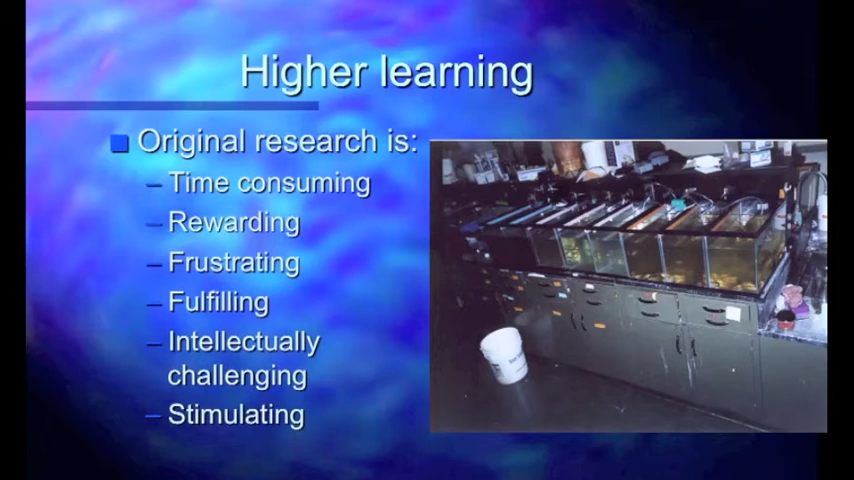 Higher learning
Original research is:
– Time consuming
– Rewarding
– Frustrating
– Fulfilling
– Intellectually
challenging
– Stimulating